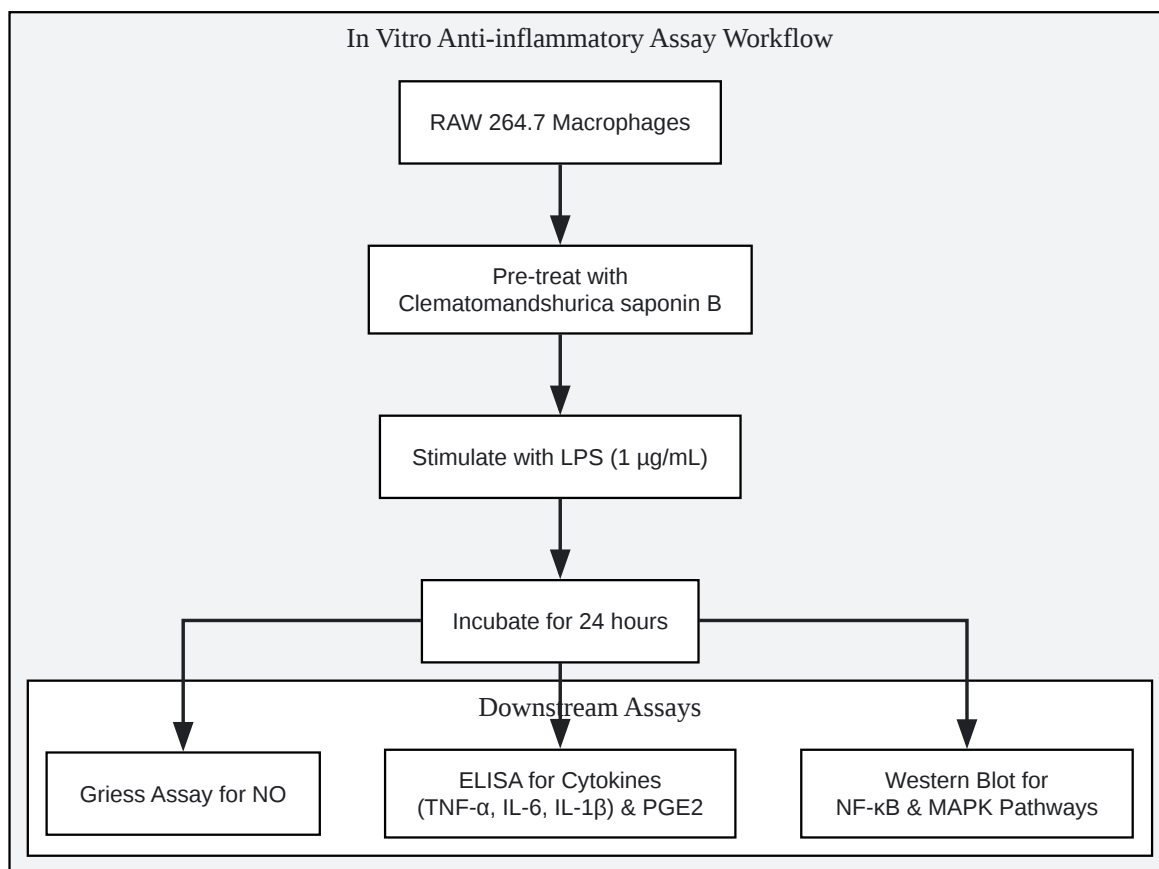 In Vitro Anti-inflammatory Assay Workflow
RAW 264.7 Macrophages
Pre-treat with
Clematomandshurica saponin B
Stimulate with LPS (1 µg/mL)
Incubate for 24 hours
Downstream Assays
Griess Assay for NO
ELISA for Cytokines
(TNF-α, IL-6, IL-1β) & PGE2
Western Blot for
NF-κB & MAPK Pathways